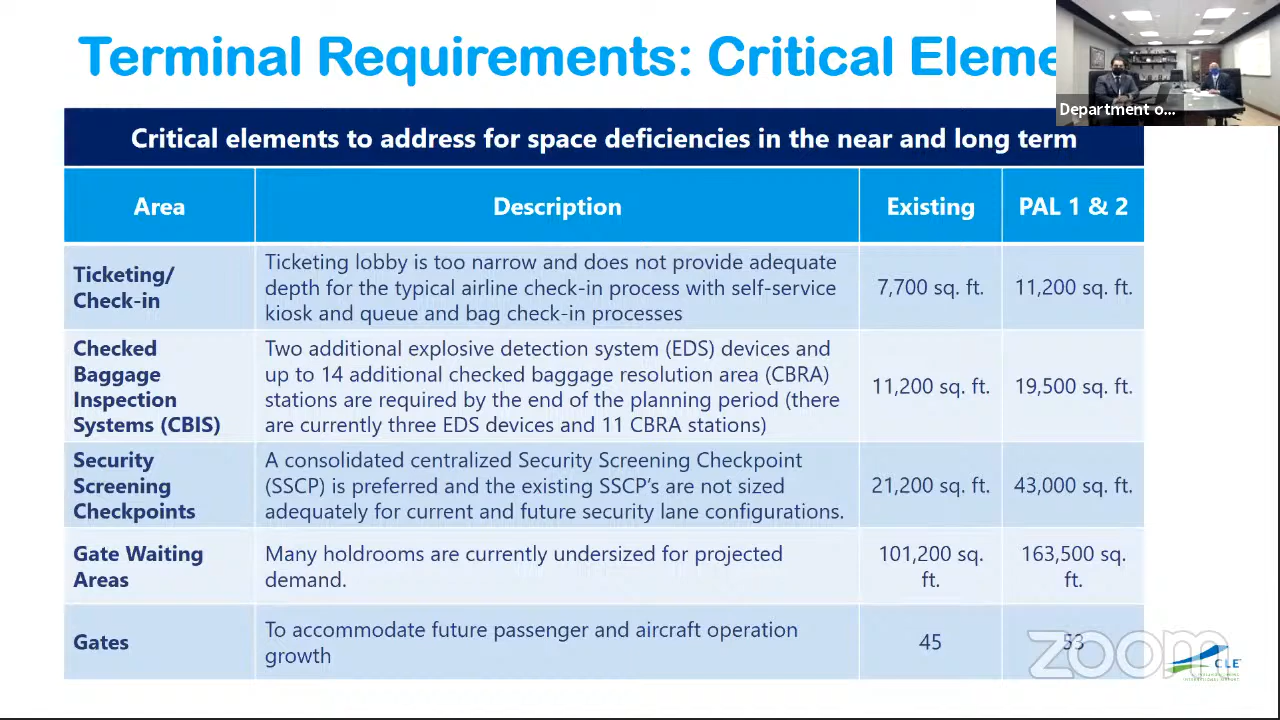 Terminal Requirements: Critical Eleme
Department o...
Critical elements to address for space deficiencies in the near and long term
Area
Description
Existing
PAL 1 & 2
Ticketing/
Check-in
Ticketing lobby is too narrow and does not provide adequate
depth for the typical airline check-in process with self-service
kiosk and queue and bag check-in processes
7,700 sq. ft.
11,200 sq. ft.
Checked
Baggage
Inspection
Systems (CBIS)
Two additional explosive detection system (EDS) devices and
up to 14 additional checked baggage resolution area (CBRA)
stations are required by the end of the planning period (there
are currently three EDS devices and 11 CBRA stations)
11,200 sq. ft.
19,500 sq. ft.
Security
Screening
Checkpoints
A consolidated centralized Security Screening Checkpoint
(SSCP) is preferred and the existing SSCP's are not sized
adequately for current and future security lane configurations.
21,200 sq. ft.
43,000 sq. ft.
Gate Waiting
Areas
Many holdrooms are currently undersized for projected
demand.
101,200 sq.
ft.
163,500 sq.
ft.
Gates
To accommodate future passenger and aircraft operation
growth
45
53
zoom
CLE